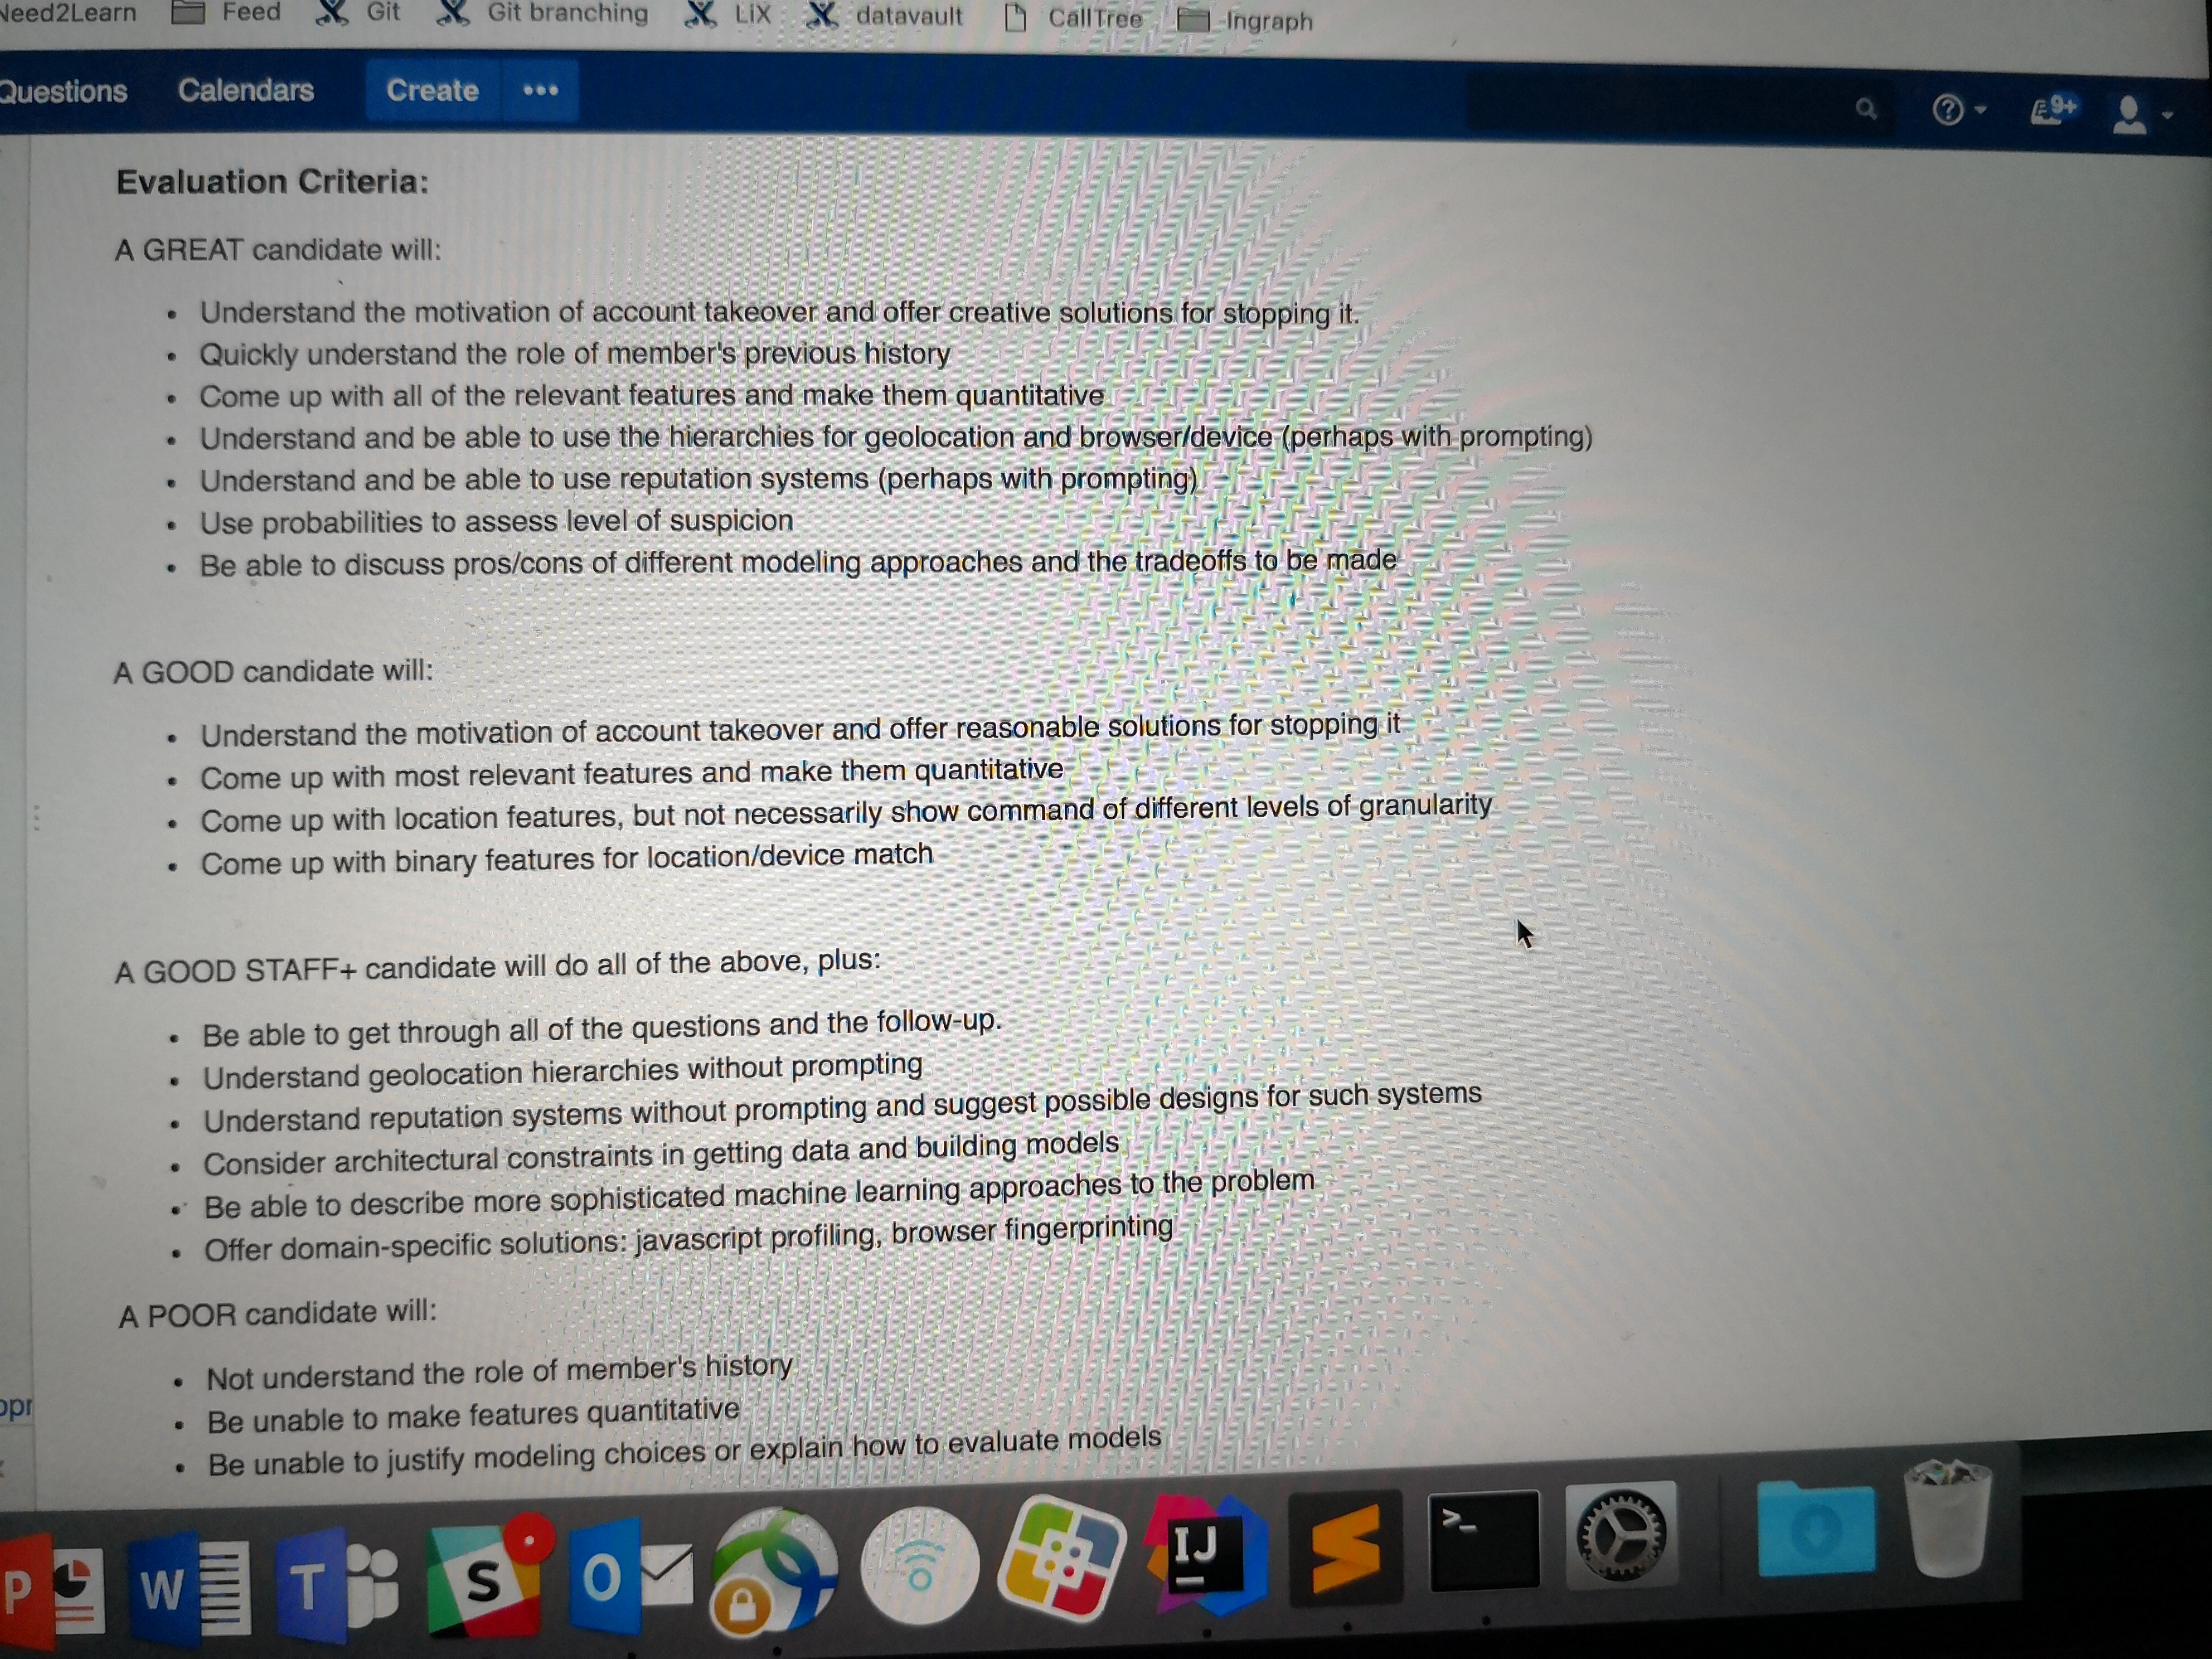 Need2Learn Feed Git Git branching LiX datavault CallTree Ingraph
Questions Calendars Create ••• 9+
Evaluation Criteria:
A GREAT candidate will:
• Understand the motivation of account takeover and offer creative solutions for stopping it.
• Quickly understand the role of member's previous history
• Come up with all of the relevant features and make them quantitative
• Understand and be able to use the hierarchies for geolocation and browser/device (perhaps with prompting)
• Understand and be able to use reputation systems (perhaps with prompting)
• Use probabilities to assess level of suspicion
• Be able to discuss pros/cons of different modeling approaches and the tradeoffs to be made
A GOOD candidate will:
• Understand the motivation of account takeover and offer reasonable solutions for stopping it
• Come up with most relevant features and make them quantitative
• Come up with location features, but not necessarily show command of different levels of granularity
• Come up with binary features for location/device match
A GOOD STAFF+ candidate will do all of the above, plus:
• Be able to get through all of the questions and the follow-up.
• Understand geolocation hierarchies without prompting
• Understand reputation systems without prompting and suggest possible designs for such systems
• Consider architectural constraints in getting data and building models
• Be able to describe more sophisticated machine learning approaches to the problem
• Offer domain-specific solutions: javascript profiling, browser fingerprinting
A POOR candidate will:
• Not understand the role of member's history
• Be unable to make features quantitative
• Be unable to justify modeling choices or explain how to evaluate models
P W T S O IJ >_